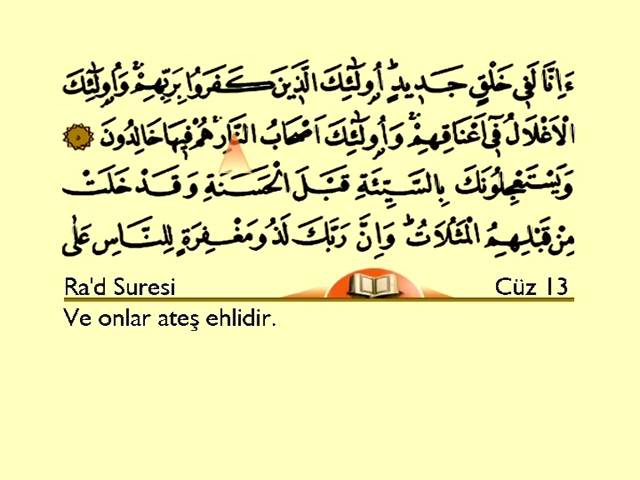 ءَاِنَّا لَفٖى خَلْقٍ جَدٖيدٍؕ اُو۬لٰٓئِكَ الَّذٖينَ كَفَرُوا بِرَبِّهِمْۚ وَاُو۬لٰٓئِكَ
الْاَغْلَالُ فٖٓى اَعْنَاقِهِمْۚ وَاُو۬لٰٓئِكَ اَصْحَابُ النَّارِۚ هُمْ فٖيهَا خَالِدُونَ ﴿٥﴾
وَيَسْتَعْجِلُونَكَ بِالسَّيِّئَةِ قَبْلَ الْحَسَنَةِ وَقَدْ خَلَتْ
مِنْ قَبْلِهِمُ الْمَثُلَاتُؕ وَاِنَّ رَبَّكَ لَذُو مَغْفِرَةٍ لِلنَّاسِ عَلٰى
Ra'd Suresi Cüz 13
Ve onlar ateş ehlidir.